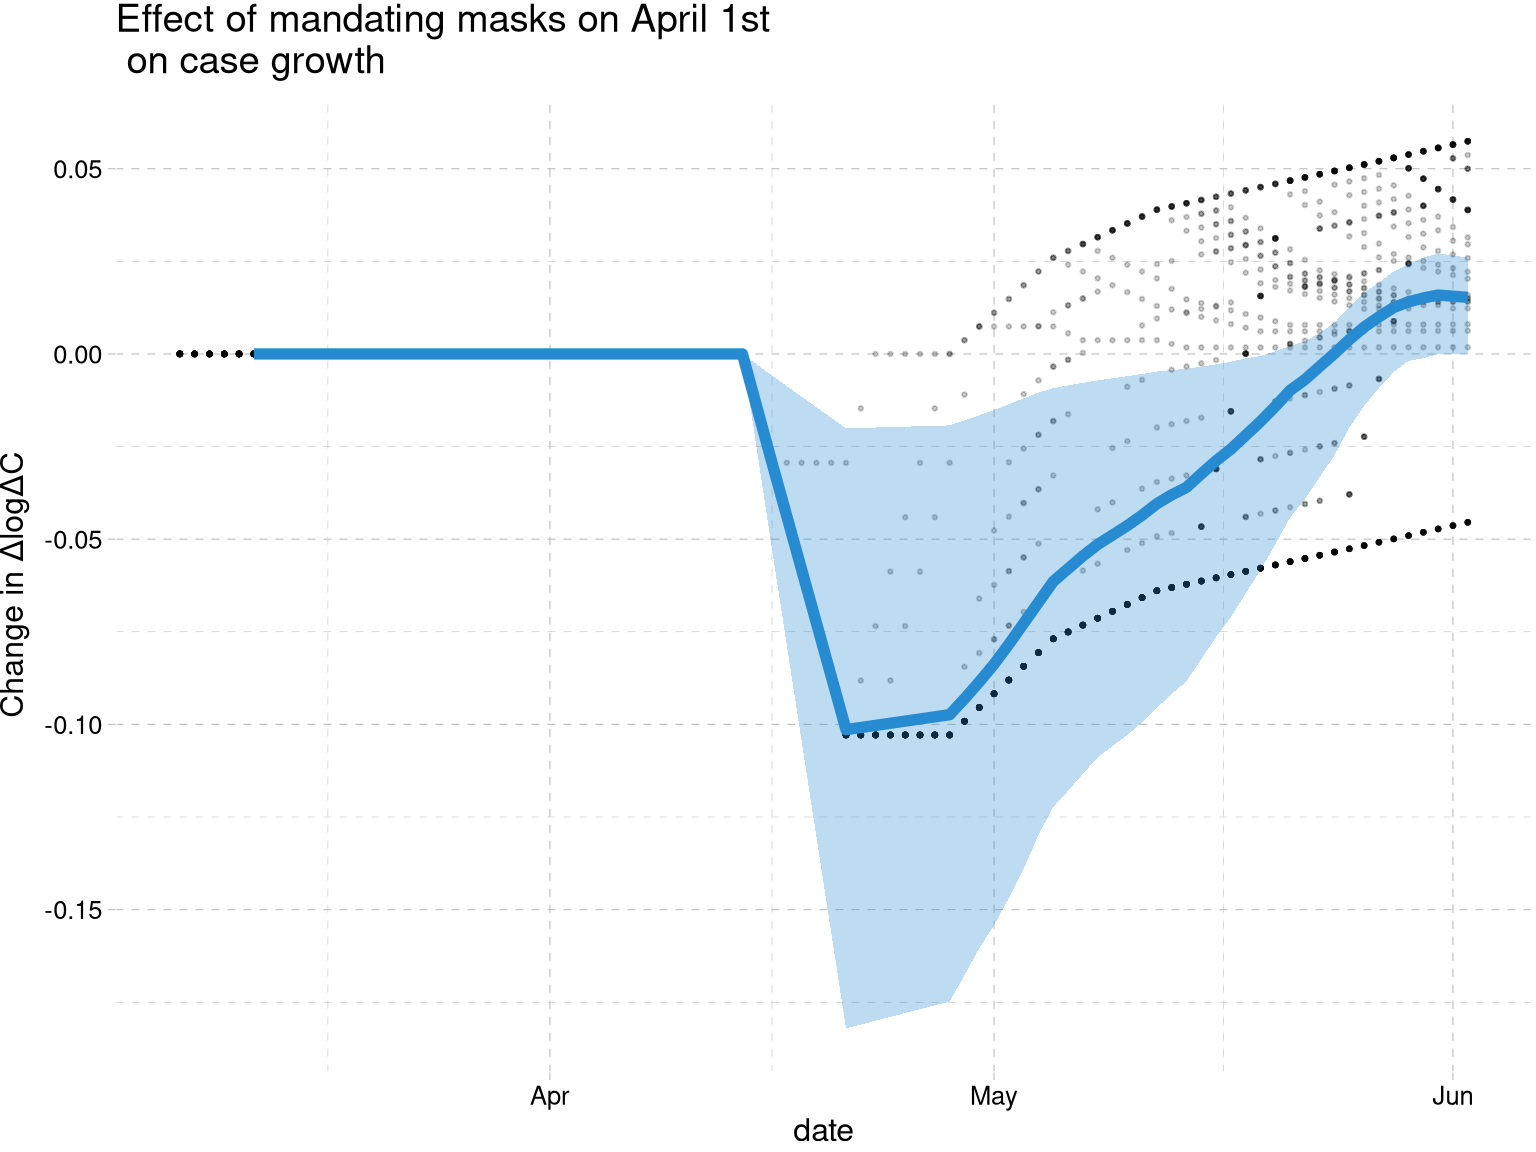 Effect of mandating masks on April 1st
on case growth
0.05
0.00
-0.05
-0.10
-0.15
Change in ΔlogΔC
Apr
May
Jun
date